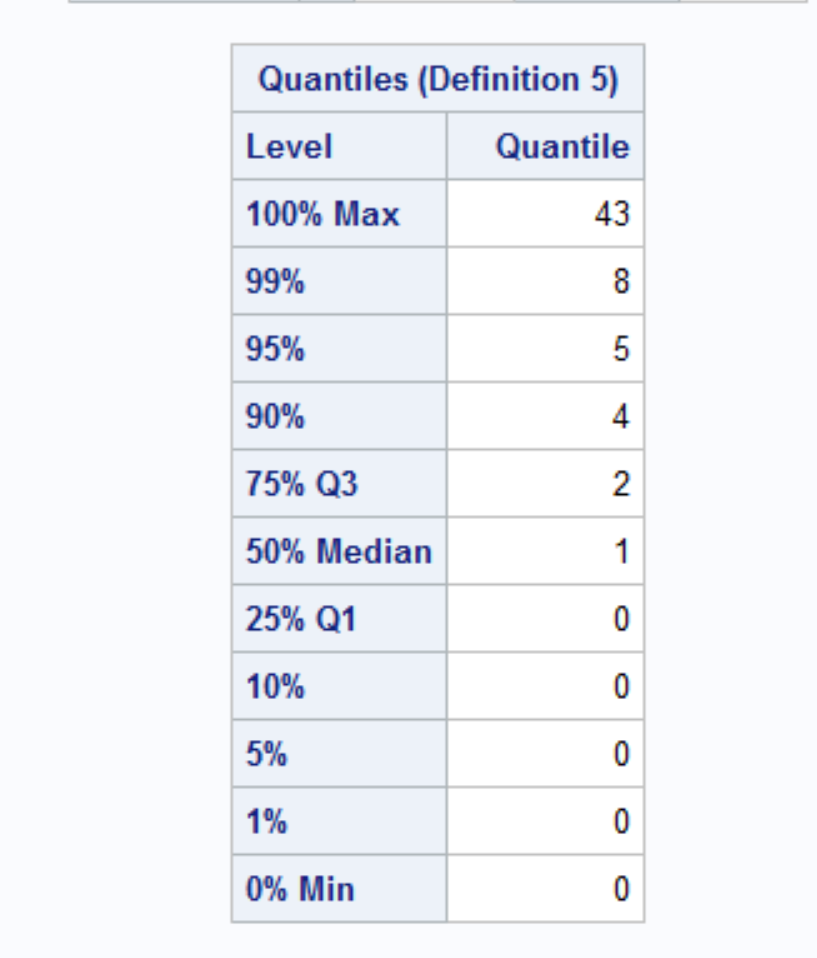 Quantiles (Definition 5)
Level Quantile
100% Max 43
99% 8
95% 5
90% 4
75% Q3 2
50% Median 1
25% Q1 0
10% 0
5% 0
1% 0
0% Min 0